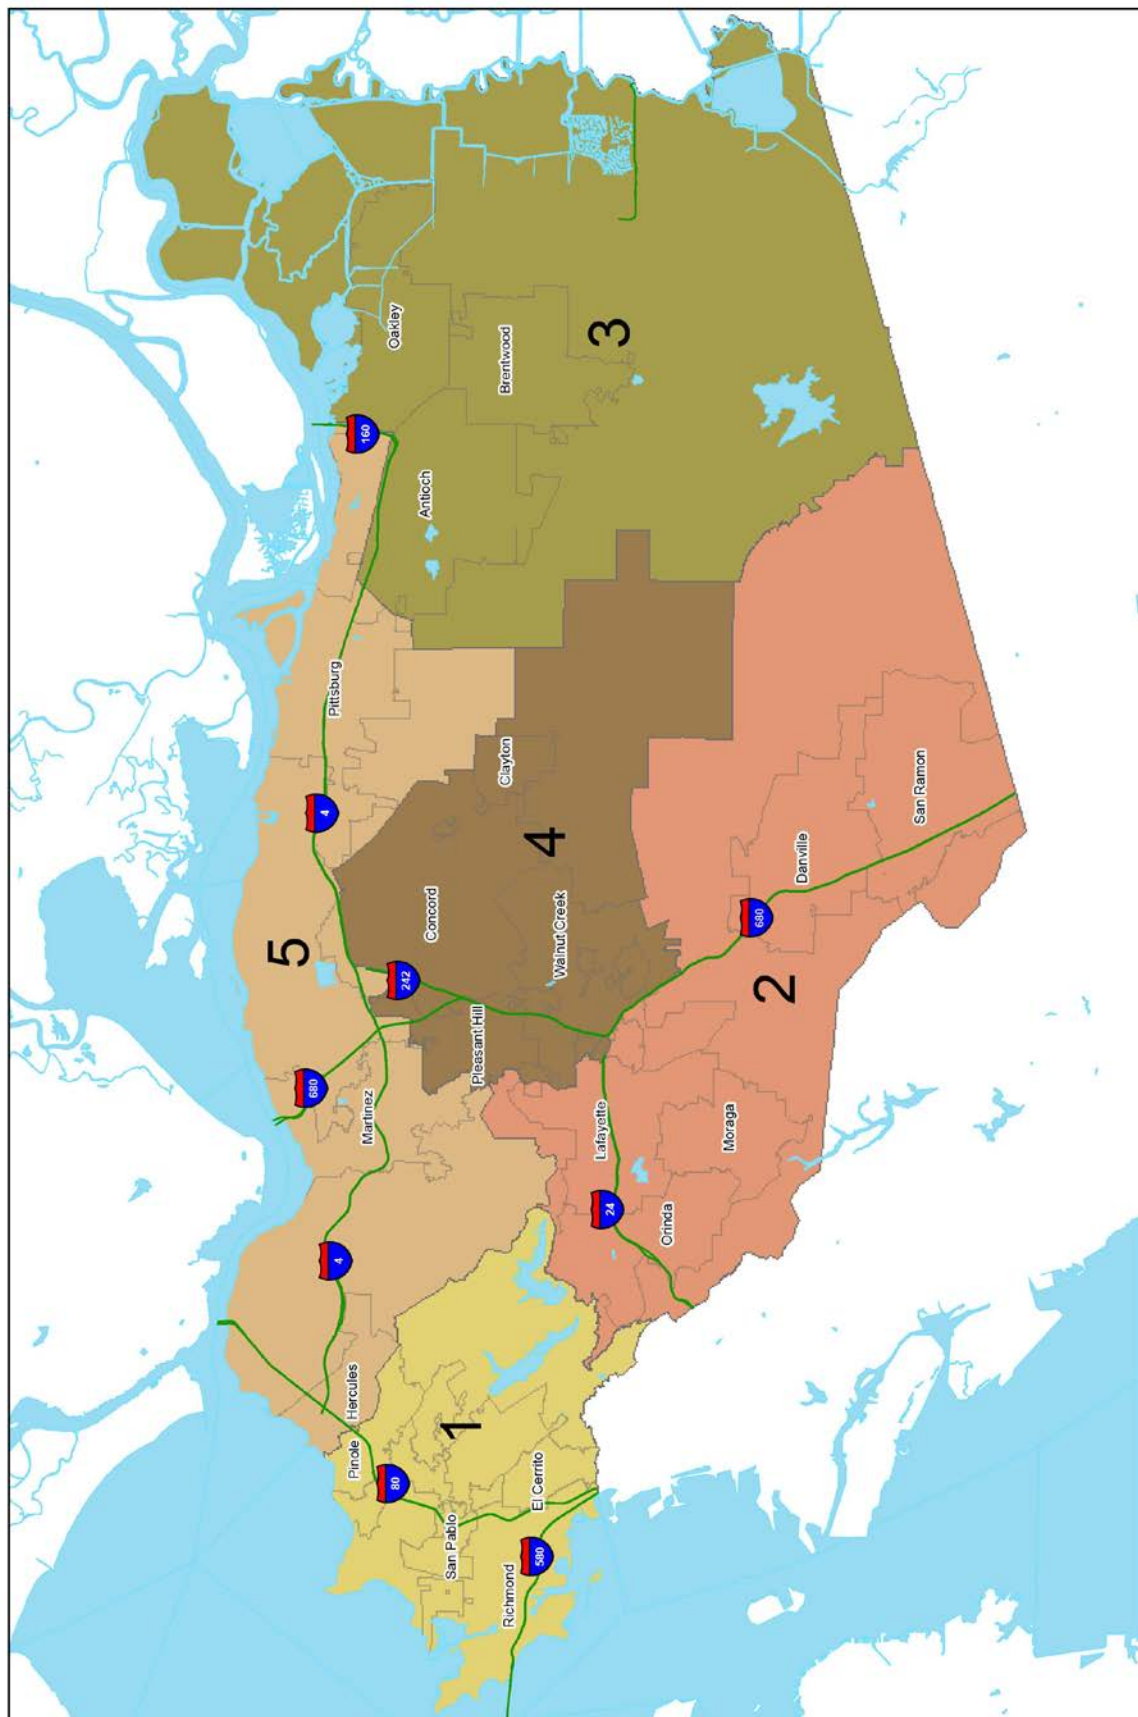 5
160
4
680
4
Pittsburg
Oakley
Antioch
Brentwood
3
Martinez
242
Concord
Clayton
4
Pleasant Hill
Walnut Creek
Hercules
Pinole
80
1
San Pablo
El Cerrito
Richmond
580
Lafayette
24
Orinda
Moraga
2
680
Danville
San Ramon